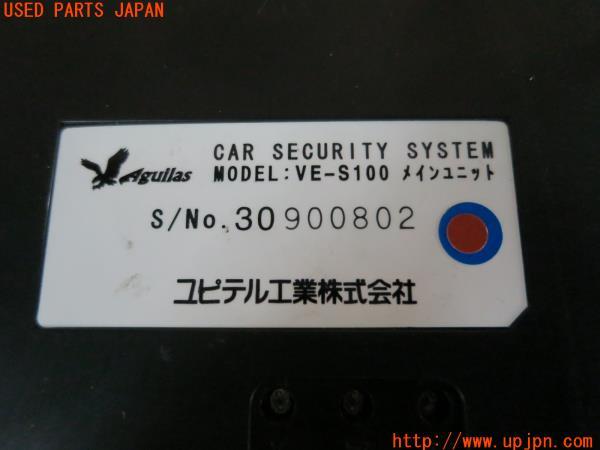 USED PARTS JAPAN
Aguilas
CAR SECURITY SYSTEM
MODEL:VE-S100 メインユニット
S/No.30900802
ユピテル工業株式会社
http://www.upjpn.com/